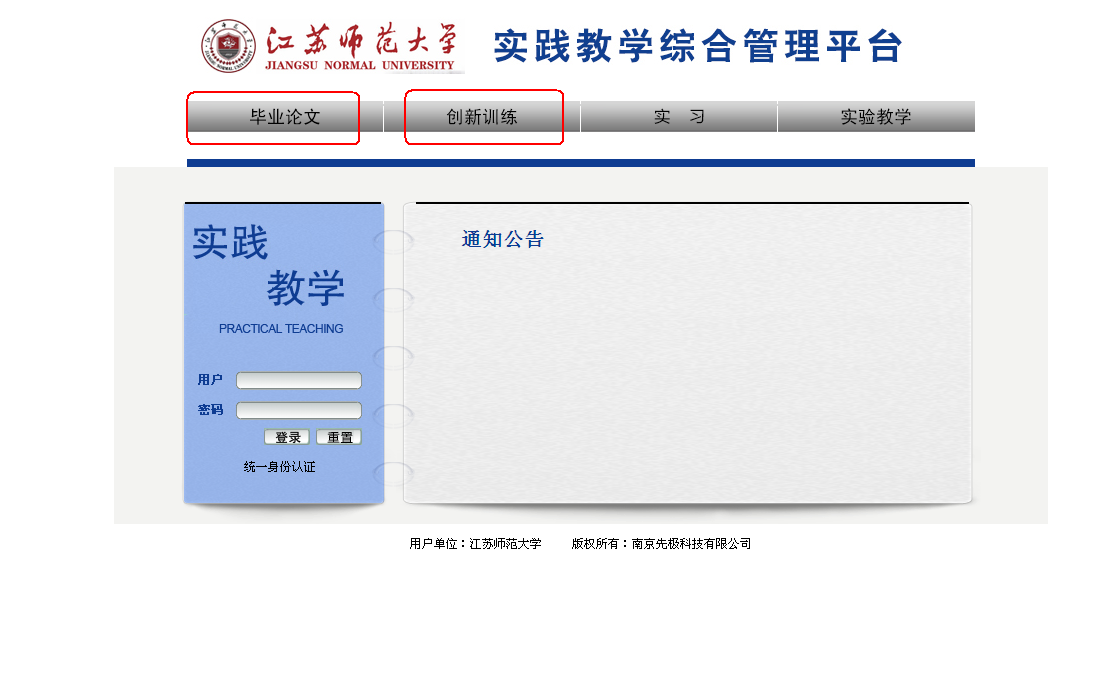 江苏师范大学
JIANGSU NORMAL UNIVERSITY
实践教学综合管理平台
毕业论文 创新训练 实 习 实验教学
实践
教学
PRACTICAL TEACHING
用户
密码
登录 重置
统一身份认证
通知公告
用户单位：江苏师范大学 版权所有：南京先极科技有限公司